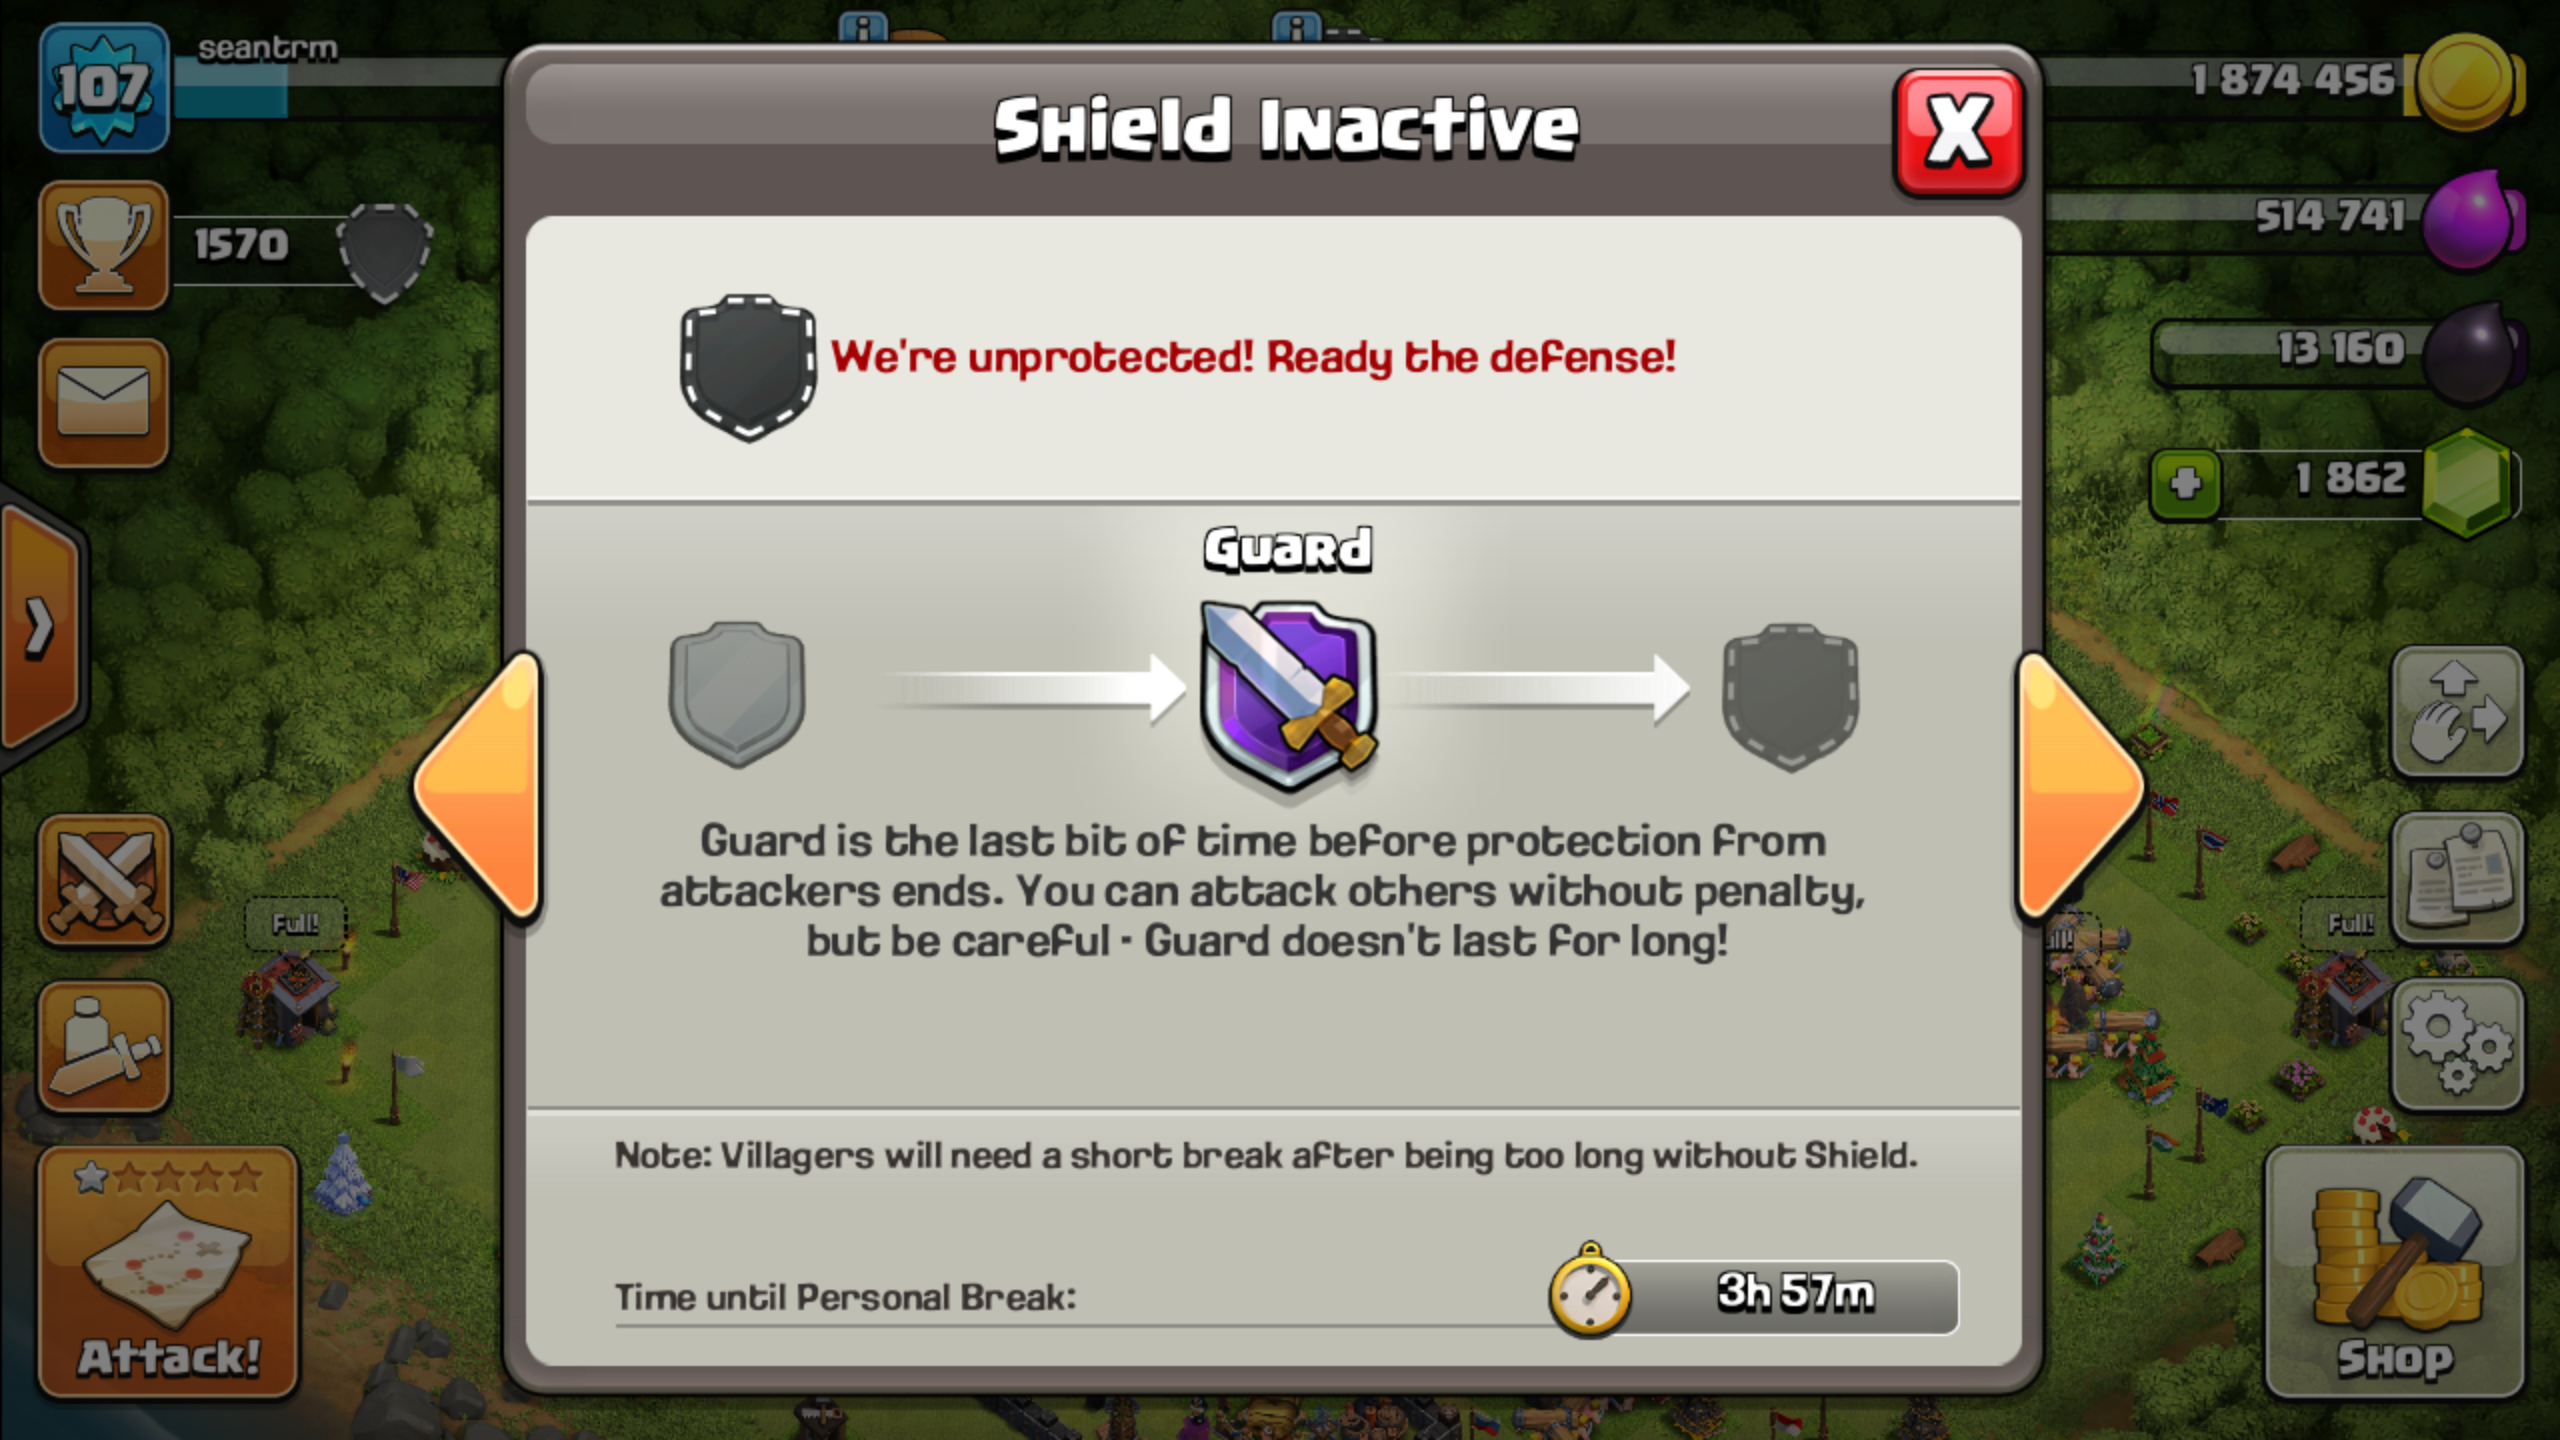 107
seantrm
1570
1 874 456
514 741
13 160
1 862
Shield Inactive
X
We're unprotected! Ready the defense!
Guard
Guard is the last bit of time before protection from
attackers ends. You can attack others without penalty,
but be careful - Guard doesn't last for long!
Note: Villagers will need a short break after being too long without Shield.
Time until Personal Break:
3h 57m
Full!
Full!
Attack!
Shop